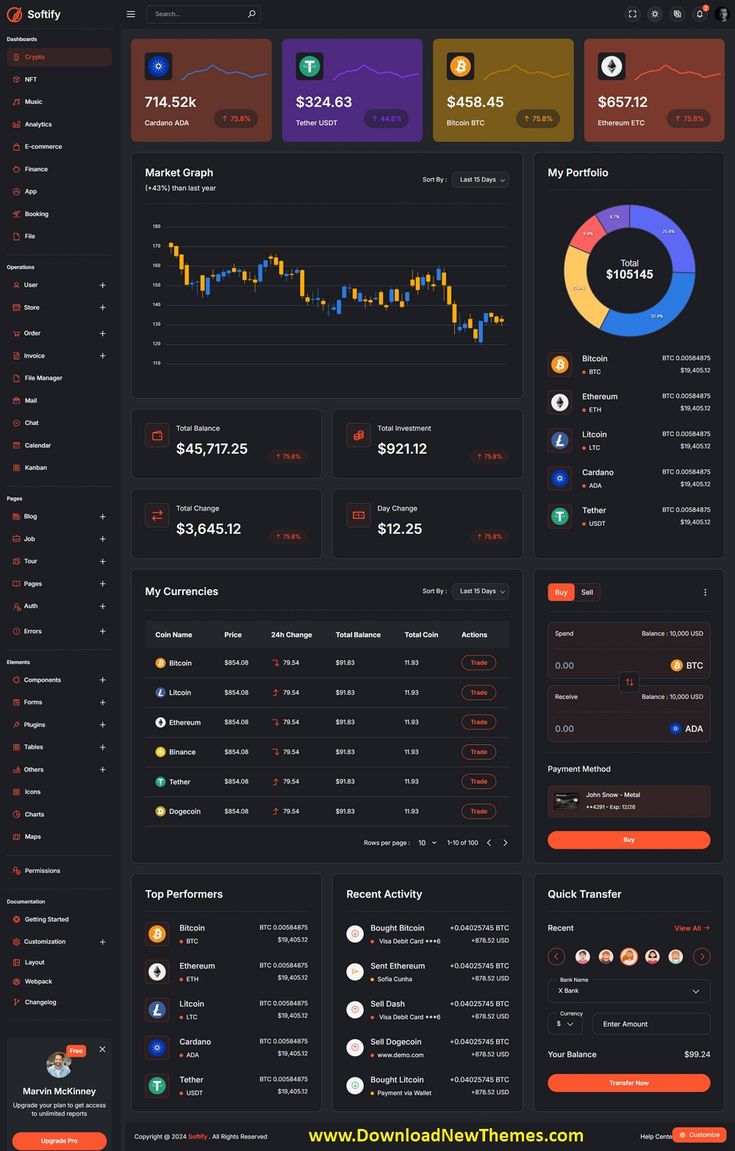 Softify
Search...
2
Dashboards
Crypto
NFT
Music
Analytics
E-commerce
Finance
App
Booking
File
Operations
User
Store
Order
Invoice
File Manager
Mail
Chat
Calendar
Kanban
Pages
Blog
Job
Tour
Pages
Auth
Errors
Elements
Components
Forms
Plugins
Tables
Others
Icons
Charts
Maps
Permissions
Documentation
Getting Started
Customization
Layout
Webpack
Changelog
Free
Marvin McKinney
Upgrade your plan to get access
to unlimited reports
Upgrade Pro
714.52k
Cardano ADA
↑ 75.8%
$324.63
Tether USDT
↑ 44.8%
$458.45
Bitcoin BTC
↑ 75.8%
$657.12
Ethereum ETC
↑ 75.8%
Market Graph
(+43%) than last year
Sort By :
Last 15 Days
180
170
160
150
140
130
120
110
My Portfolio
Total
$105145
25.6%
32.0%
9.9%
8.7%
Bitcoin BTC 0.00584875
BTC $19,405.12
Ethereum BTC 0.00584875
ETH $19,405.12
Litcoin BTC 0.00584875
LTC $19,405.12
Cardano BTC 0.00584875
ADA $19,405.12
Tether BTC 0.00584875
USDT $19,405.12
Total Balance
$45,717.25
↑ 75.8%
Total Investment
$921.12
↑ 75.8%
Total Change
$3,645.12
↑ 75.8%
Day Change
$12.25
↑ 75.8%
My Currencies
Sort By :
Last 15 Days
Coin Name Price 24h Change Total Balance Total Coin Actions
Bitcoin $854.08 79.54 $91.83 11.93 Trade
Litcoin $854.08 79.54 $91.83 11.93 Trade
Ethereum $854.08 79.54 $91.83 11.93 Trade
Binance $854.08 79.54 $91.83 11.93 Trade
Tether $854.08 79.54 $91.83 11.93 Trade
Dogecoin $854.08 79.54 $91.83 11.93 Trade
Rows per page : 10 1-10 of 100
Buy Sell
Spend Balance : 10,000 USD
0.00 BTC
Receive Balance : 10,000 USD
0.00 ADA
Payment Method
John Snow - Metal
**4291 - Exp: 12/26
Buy
Top Performers
Bitcoin BTC 0.00584875
BTC $19,405.12
Ethereum BTC 0.00584875
ETH $19,405.12
Litcoin BTC 0.00584875
LTC $19,405.12
Cardano BTC 0.00584875
ADA $19,405.12
Tether BTC 0.00584875
USDT $19,405.12
Recent Activity
Bought Bitcoin +0.04025745 BTC
Visa Debit Card ***6 +878.52 USD
Sent Ethereum +0.04025745 BTC
Sofia Cunha +878.52 USD
Sell Dash +0.04025745 BTC
Visa Debit Card ***6 +878.52 USD
Sell Dogecoin +0.04025745 BTC
www.demo.com +878.52 USD
Bought Litcoin +0.04025745 BTC
Payment via Wallet +878.52 USD
Quick Transfer
Recent View All →
Bank Name
X Bank
Currency
$
Enter Amount
Your Balance $99.24
Transfer Now
Copyright @ 2024 Softify . All Rights Reserved
www.DownloadNewThemes.com
Help Cente
Customize